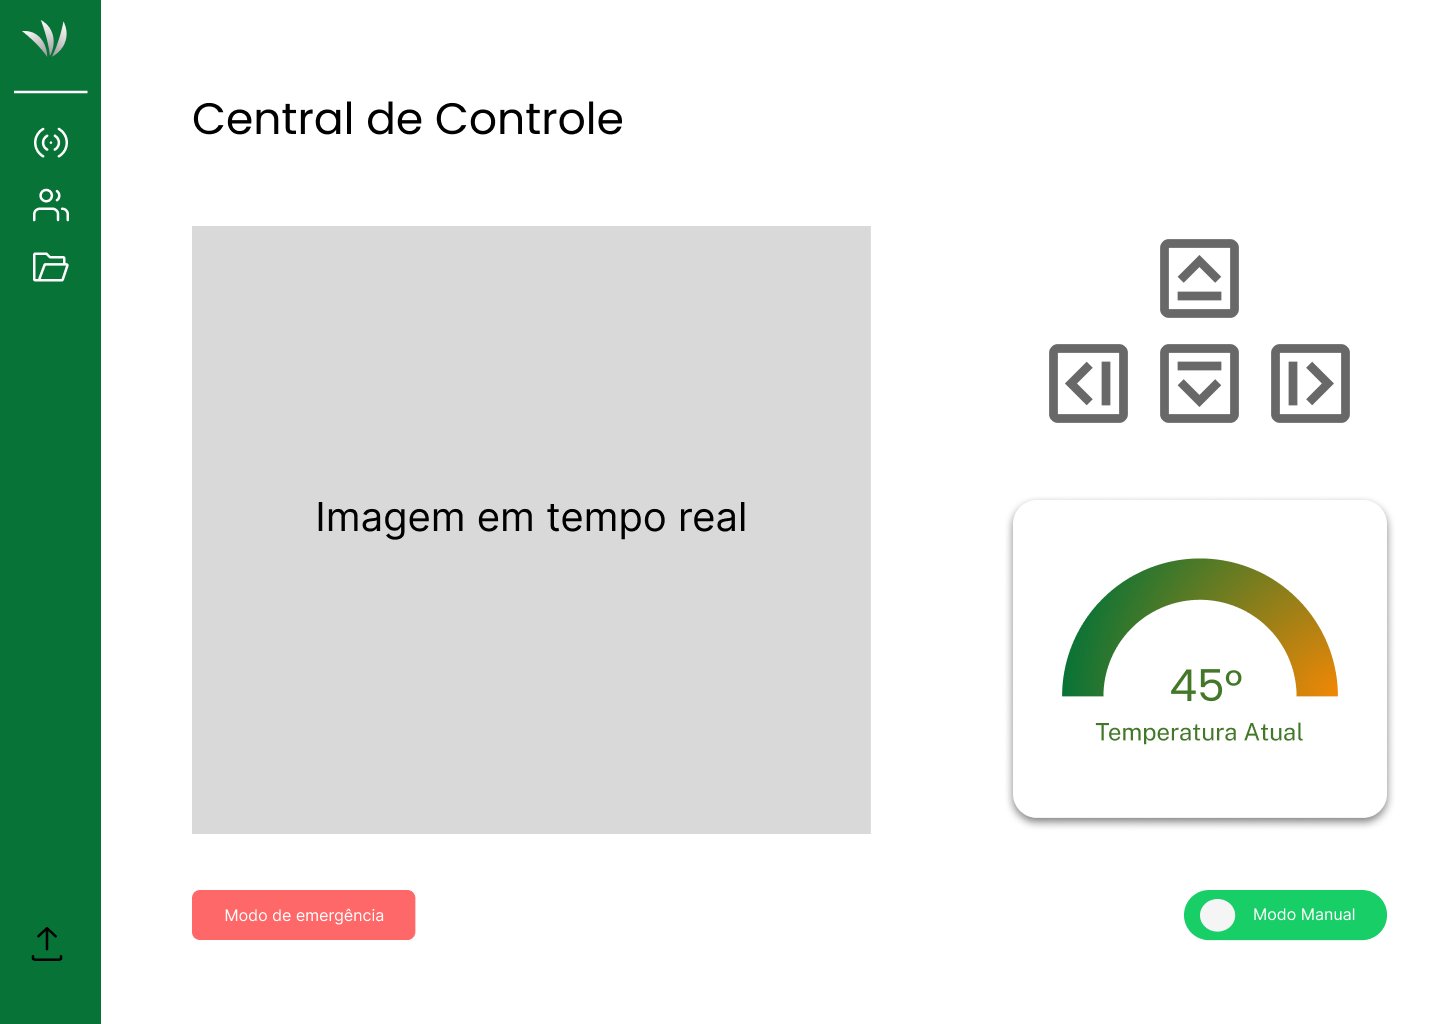 Central de Controle
Imagem em tempo real
45º
Temperatura Atual
Modo de emergência
Modo Manual